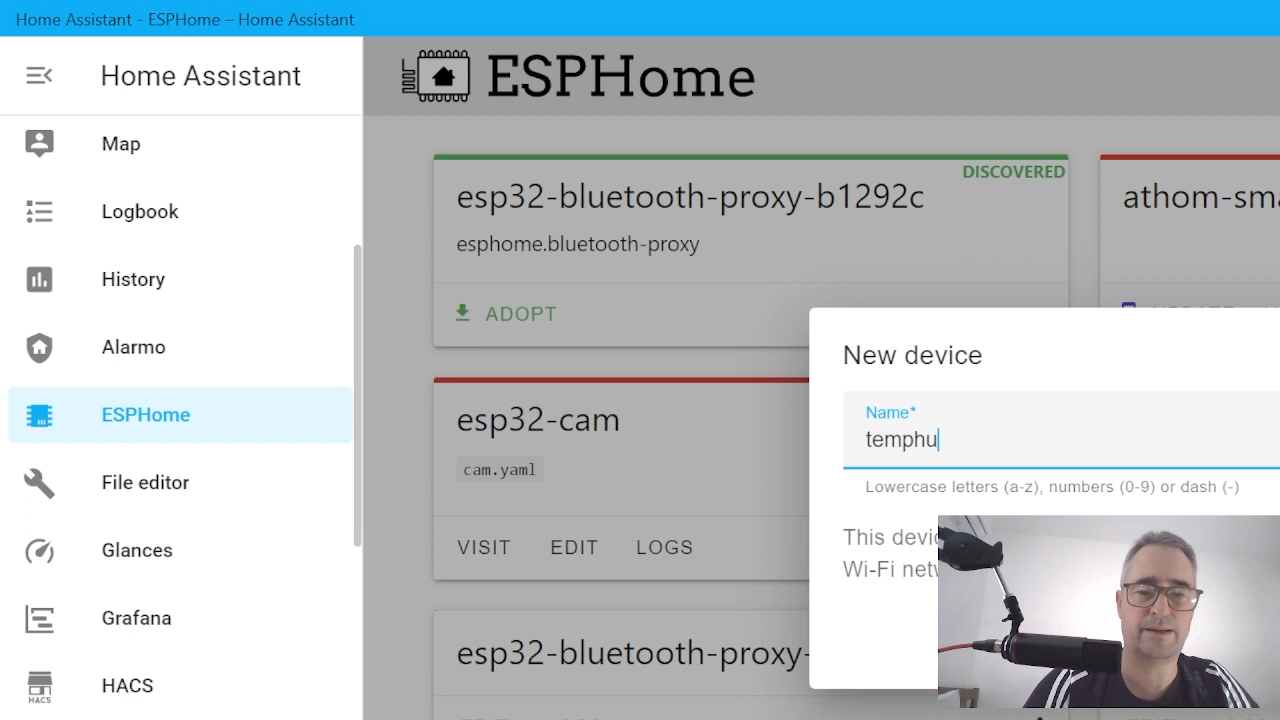 Home Assistant - ESPHome – Home Assistant
Home Assistant
Map
Logbook
History
Alarmo
ESPHome
File editor
Glances
Grafana
HACS
HACS
ESPHome
DISCOVERED
esp32-bluetooth-proxy-b1292c
esphome.bluetooth-proxy
ADOPT
athom-sma
esp32-cam
cam.yaml
VISIT EDIT LOGS
esp32-bluetooth-proxy-
New device
Name*
temphu
Lowercase letters (a-z), numbers (0-9) or dash (-)
This devic
Wi-Fi netw